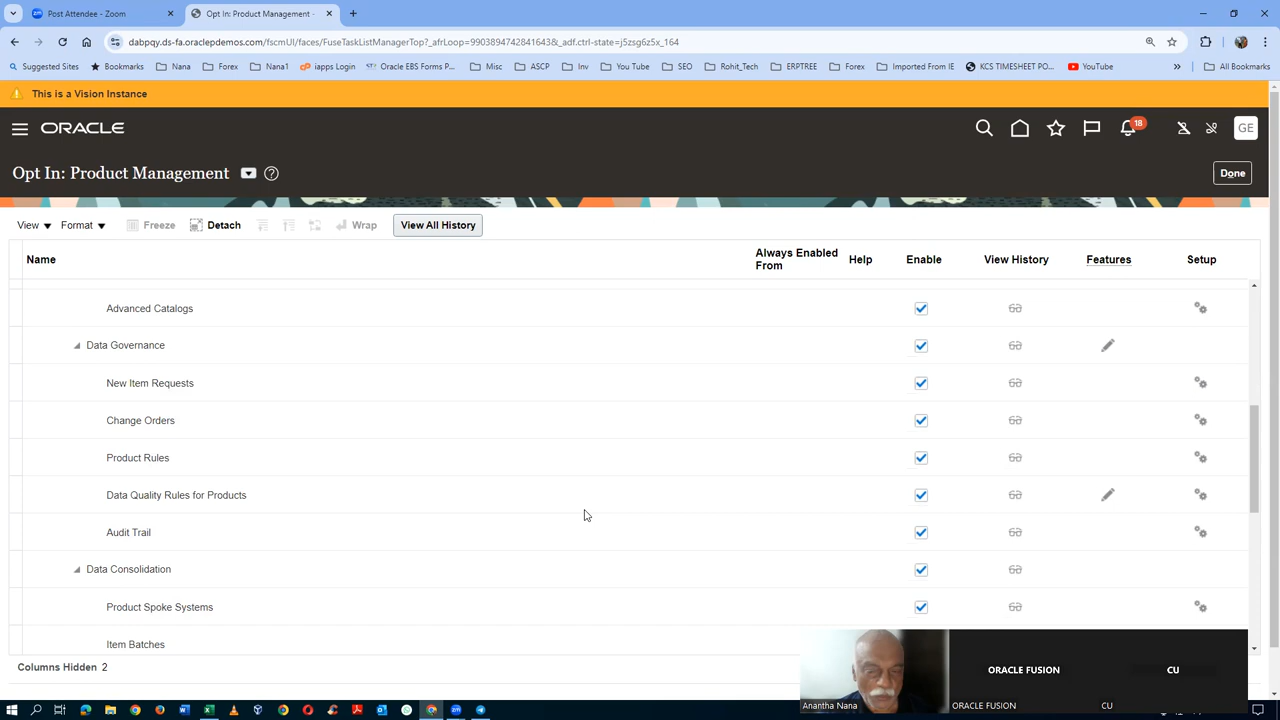 Post Attendee - Zoom
Opt In: Product Management -
dabpqy.ds-fa.oraclepdemos.com/fscmUI/faces/FuseTaskListManagerTop?_afrLoop=9903894742841643&_adf.ctrl-state=j5zsg6z5x_164
Suggested Sites Bookmarks Nana Forex Nana1 iapps Login Oracle EBS Forms P... Misc ASCP Inv You Tube SEO Rohit_Tech ERPTREE Forex Imported From IE KCS TIMESHEET PO... YouTube » All Bookmarks
This is a Vision Instance
ORACLE 18 GE
Opt In: Product Management ? Done
View Format Freeze Detach Wrap View All History
Name Always Enabled From Help Enable View History Features Setup
Advanced Catalogs
Data Governance
New Item Requests
Change Orders
Product Rules
Data Quality Rules for Products
Audit Trail
Data Consolidation
Product Spoke Systems
Item Batches
Columns Hidden 2
ORACLE FUSION
CU
Anantha Nana
ORACLE FUSION
CU